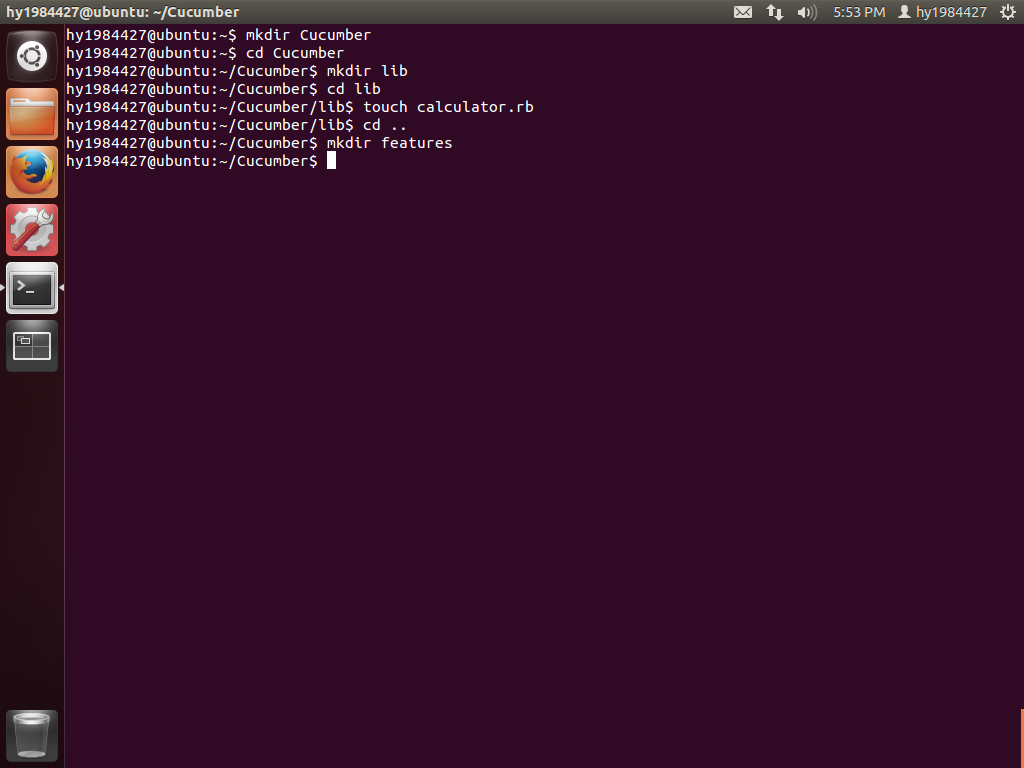 hy1984427@ubuntu: ~/Cucumber
5:53 PM
hy1984427
hy1984427@ubuntu:~$ mkdir Cucumber
hy1984427@ubuntu:~$ cd Cucumber
hy1984427@ubuntu:~/Cucumber$ mkdir lib
hy1984427@ubuntu:~/Cucumber$ cd lib
hy1984427@ubuntu:~/Cucumber/lib$ touch calculator.rb
hy1984427@ubuntu:~/Cucumber/lib$ cd ..
hy1984427@ubuntu:~/Cucumber$ mkdir features
hy1984427@ubuntu:~/Cucumber$
>_